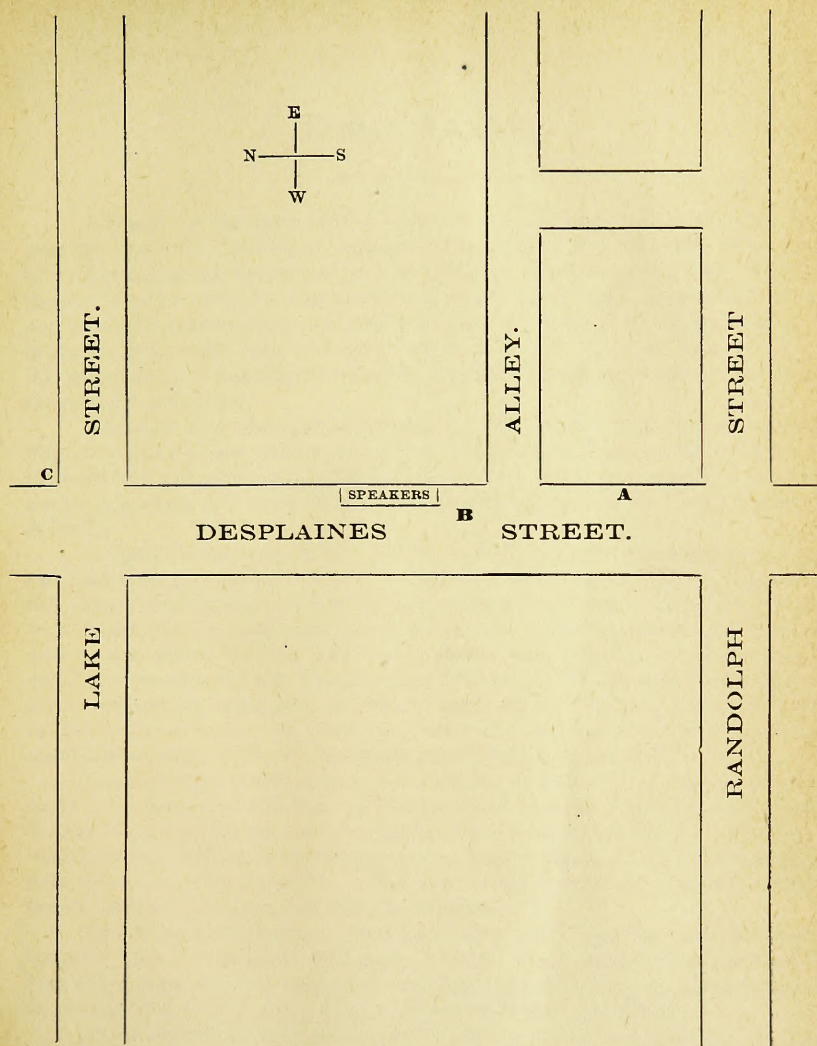 E
N S
W
STREET.
ALLEY.
STREET
C
SPEAKERS
A
B
DESPLAINES STREET.
LAKE
RANDOLPH